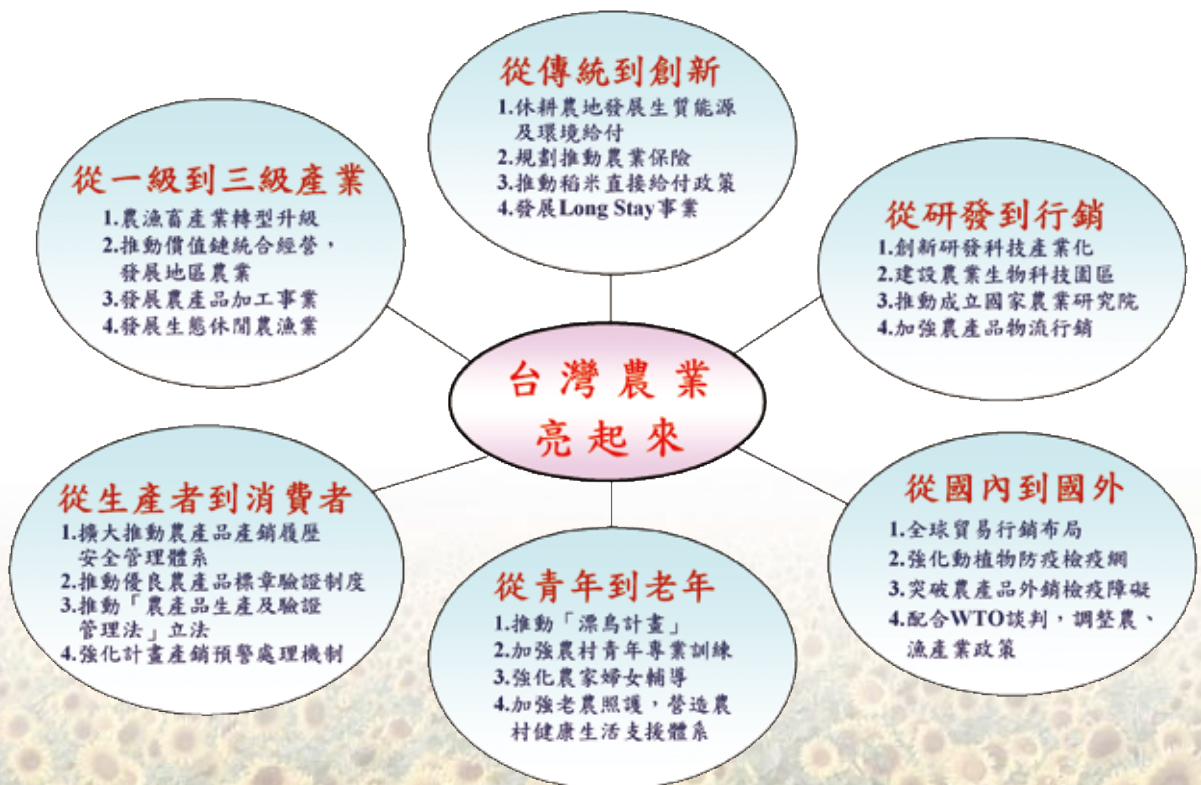 從傳統到創新
1.休耕農地發展生質能源
及環境給付
2.規劃推動農業保險
3.推動稻米直接給付政策
4.發展Long Stay事業
從一級到三級產業
1.農漁畜產業轉型升級
2.推動價值鏈統合經營，
發展地區農業
3.發展農產品加工事業
4.發展生態休閒農漁業
從研發到行銷
1.創新研發科技產業化
2.建設農業生物科技園區
3.推動成立國家農業研究院
4.加強農產品物流行銷
台灣農業
亮起來
從生產者到消費者
1.擴大推動農產品產銷履歷
安全管理體系
2.推動優良農產品標章驗證制度
3.推動「農產品生產及驗證
管理法」立法
4.強化計畫產銷預警處理機制
從青年到老年
1.推動「漂鳥計畫」
2.加強農村青年專業訓練
3.強化農家婦女輔導
4.加強老農照護，營造農
村健康生活支援體系
從國內到國外
1.全球貿易行銷布局
2.強化動植物防疫檢疫網
3.突破農產品外銷檢疫障礙
4.配合WTO談判，調整農、
漁產業政策